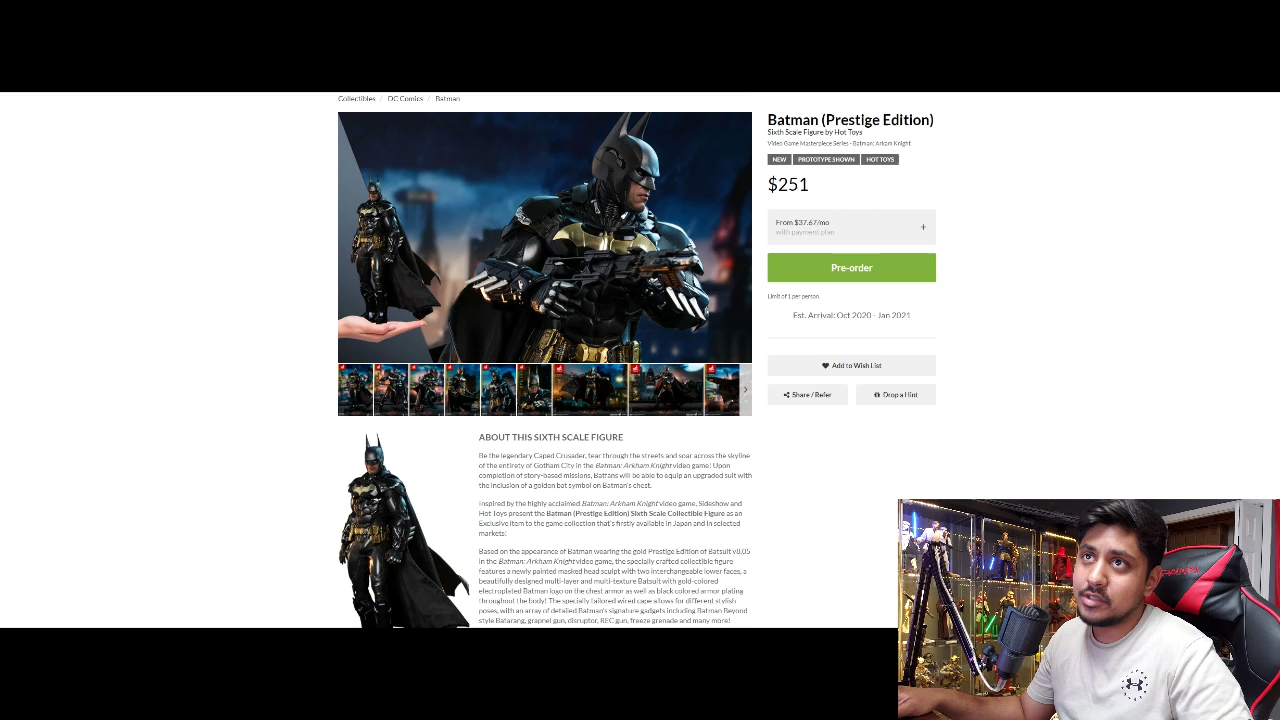 Collectibles / DC Comics / Batman
Batman (Prestige Edition)
Sixth Scale Figure by Hot Toys
Video Game Masterpiece Series - Batman: Arkam Knight
NEW PROTOTYPE SHOWN HOT TOYS
$251
From $37.67/mo
with payment plan
+
Pre-order
Limit of 1 per person
Est. Arrival: Oct 2020 - Jan 2021
Add to Wish List
Share / Refer
Drop a Hint
ABOUT THIS SIXTH SCALE FIGURE
Be the legendary Caped Crusader, tear through the streets and soar across the skyline
of the entirety of Gotham City in the Batman: Arkham Knight video game! Upon
completion of story-based missions, Batfans will be able to equip an upgraded suit with
the inclusion of a golden bat symbol on Batman's chest.
Inspired by the highly acclaimed Batman: Arkham Knight video game, Sideshow and
Hot Toys present the Batman (Prestige Edition) Sixth Scale Collectible Figure as an
Exclusive item to the game collection that's firstly available in Japan and in selected
markets!
Based on the appearance of Batman wearing the gold Prestige Edition of Batsuit v8.05
in the Batman: Arkham Knight video game, the specially crafted collectible figure
features a newly painted masked head sculpt with two interchangeable lower faces, a
beautifully designed multi-layer and multi-texture Batsuit with gold-colored
electroplated Batman logo on the chest armor as well as black colored armor plating
throughout the body! The specially tailored wired cape allows for different stylish
poses, with an array of detailed Batman's signature gadgets including Batman Beyond
style Batarang, grapnel gun, disruptor, REC gun, freeze grenade and many more!